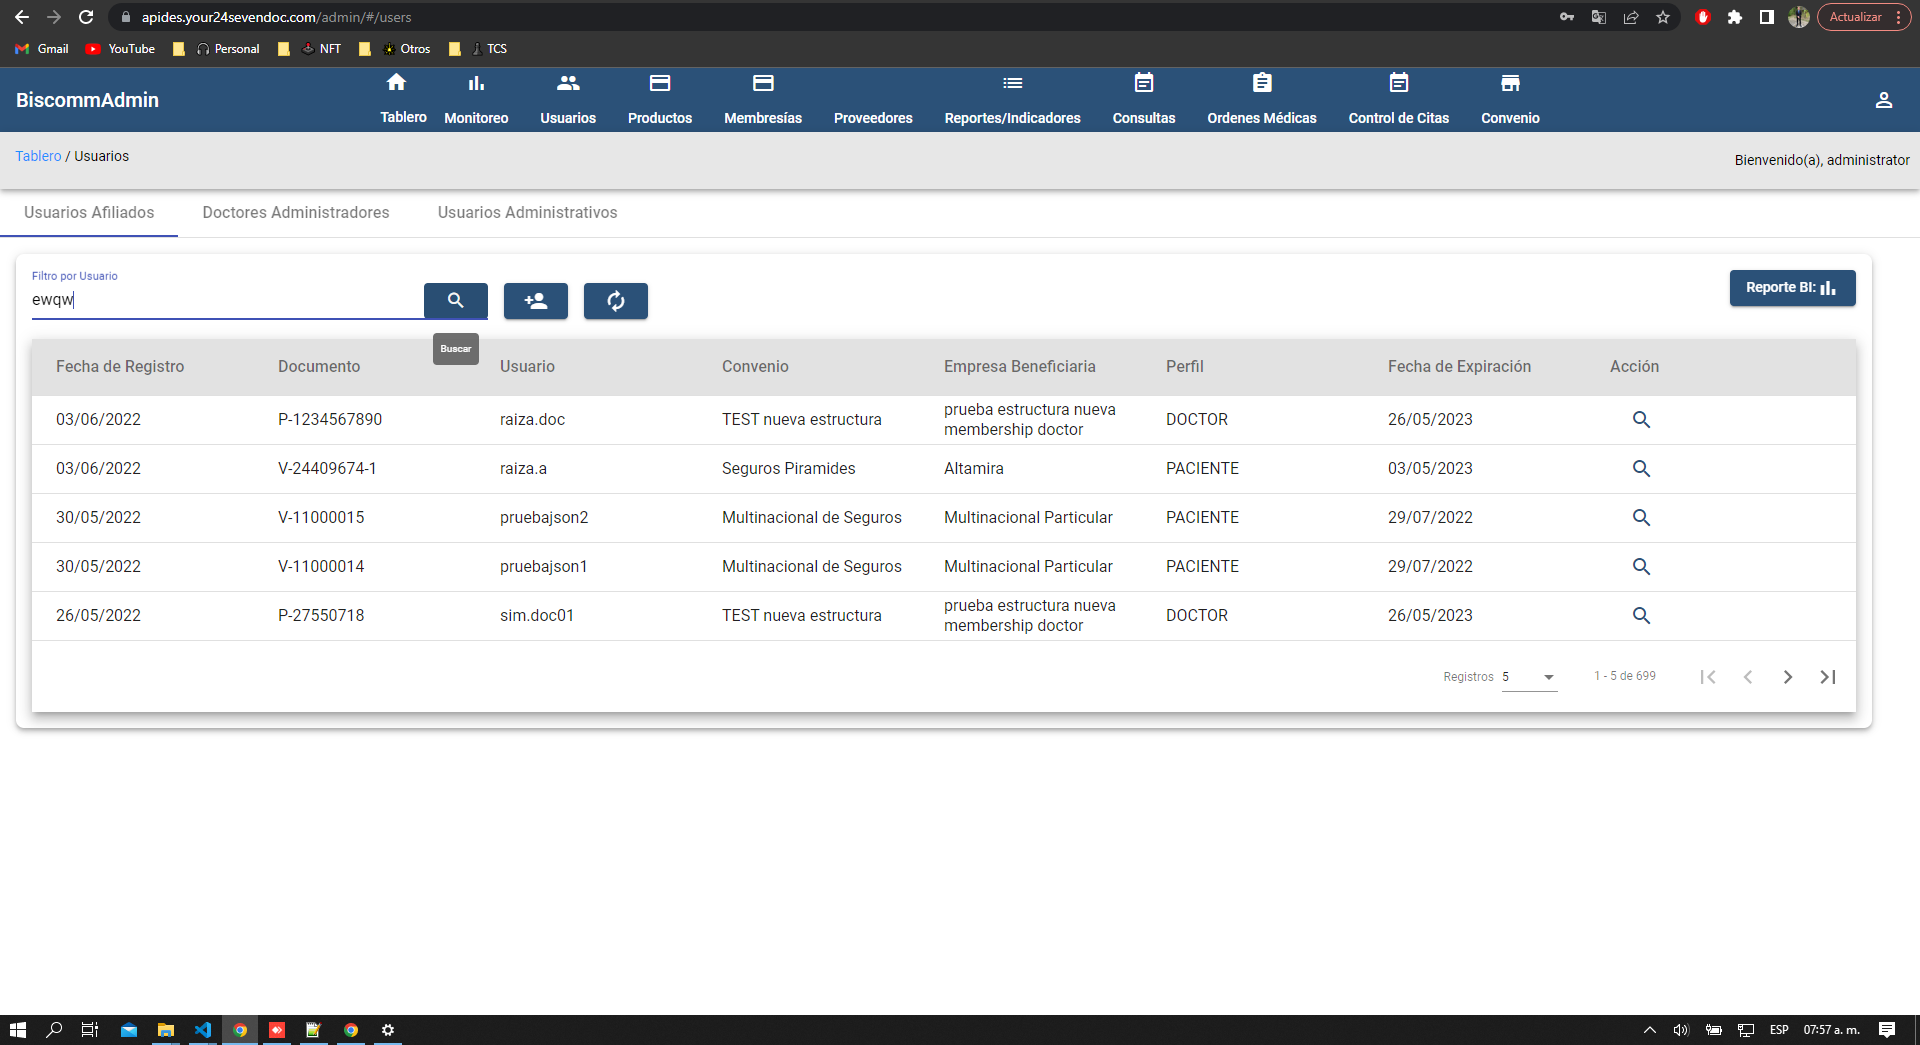 apides.your24sevendoc.com/admin/#/users
Actualizar
Gmail YouTube Personal NFT Otros TCS
BiscommAdmin
Tablero Monitoreo Usuarios Productos Membresías Proveedores Reportes/Indicadores Consultas Ordenes Médicas Control de Citas Convenio
Tablero / Usuarios
Bienvenido(a), administrator
Usuarios Afiliados Doctores Administradores Usuarios Administrativos
Filtro por Usuario
ewqw
Reporte BI:
Buscar
Fecha de Registro Documento Usuario Convenio Empresa Beneficiaria Perfil Fecha de Expiración Acción
03/06/2022 P-1234567890 raiza.doc TEST nueva estructura prueba estructura nueva membership doctor DOCTOR 26/05/2023
03/06/2022 V-24409674-1 raiza.a Seguros Piramides Altamira PACIENTE 03/05/2023
30/05/2022 V-11000015 pruebajson2 Multinacional de Seguros Multinacional Particular PACIENTE 29/07/2022
30/05/2022 V-11000014 pruebajson1 Multinacional de Seguros Multinacional Particular PACIENTE 29/07/2022
26/05/2022 P-27550718 sim.doc01 TEST nueva estructura prueba estructura nueva membership doctor DOCTOR 26/05/2023
Registros 5 1 - 5 de 699
ESP 07:57 a. m.